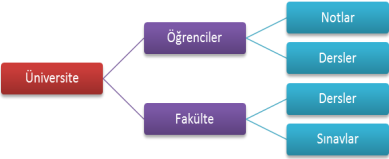 Üniversite
Öğrenciler
Notlar
Dersler
Fakülte
Dersler
Sınavlar